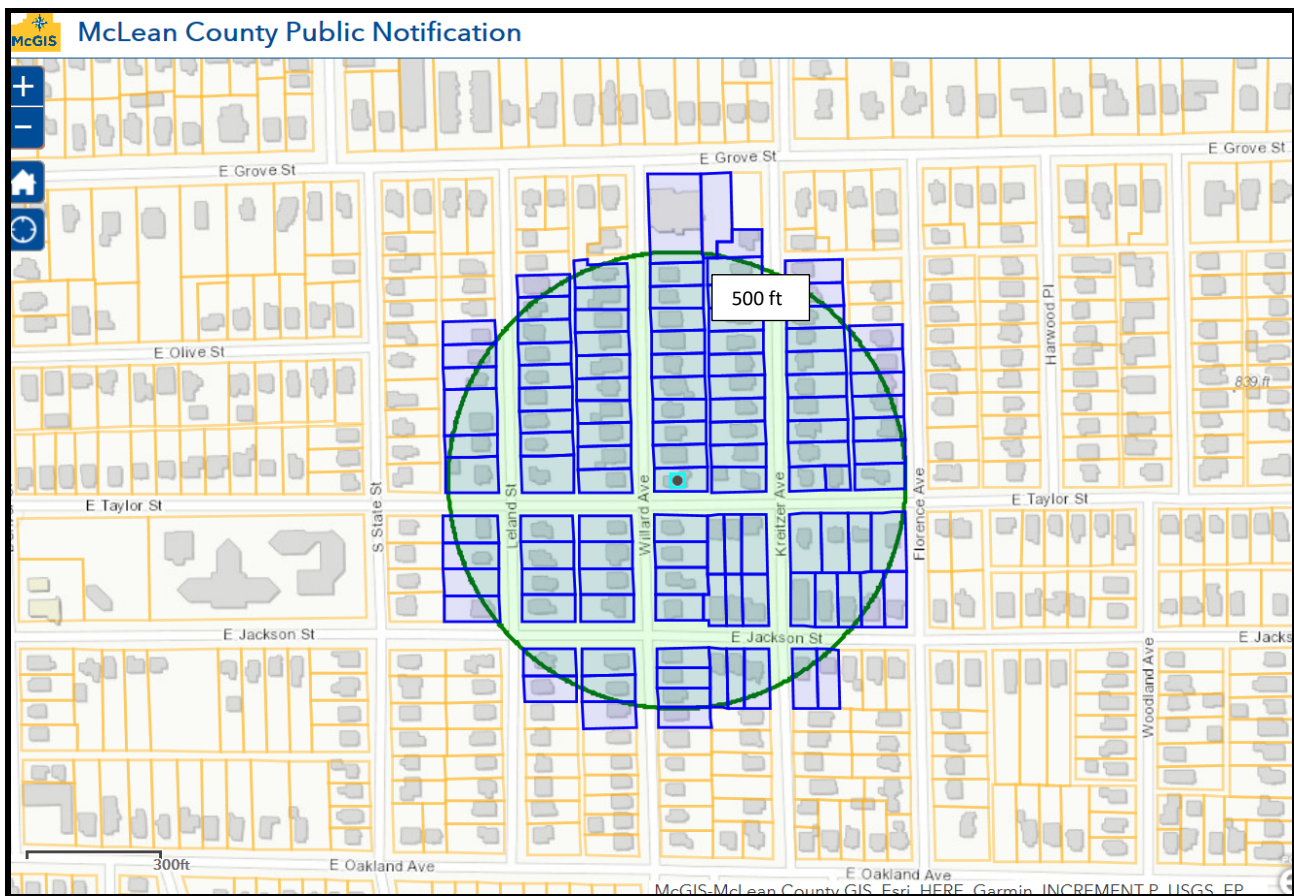 McGIS
McLean County Public Notification
+
−
E Grove St
E Grove St
E Grove St
500 ft
Harwood Pl
E Olive St
839 ft
S State St
Leland St
Willard Ave
Kreitzer Ave
Florence Ave
E Taylor St
E Taylor St
E Jackson St
E Jackson St
E Jacks
Woodland Ave
300ft
E Oakland Ave
E Oakland Ave
McGIS-McLean County GIS, Esri, HERE, Garmin, INCREMENT P, USGS, EP